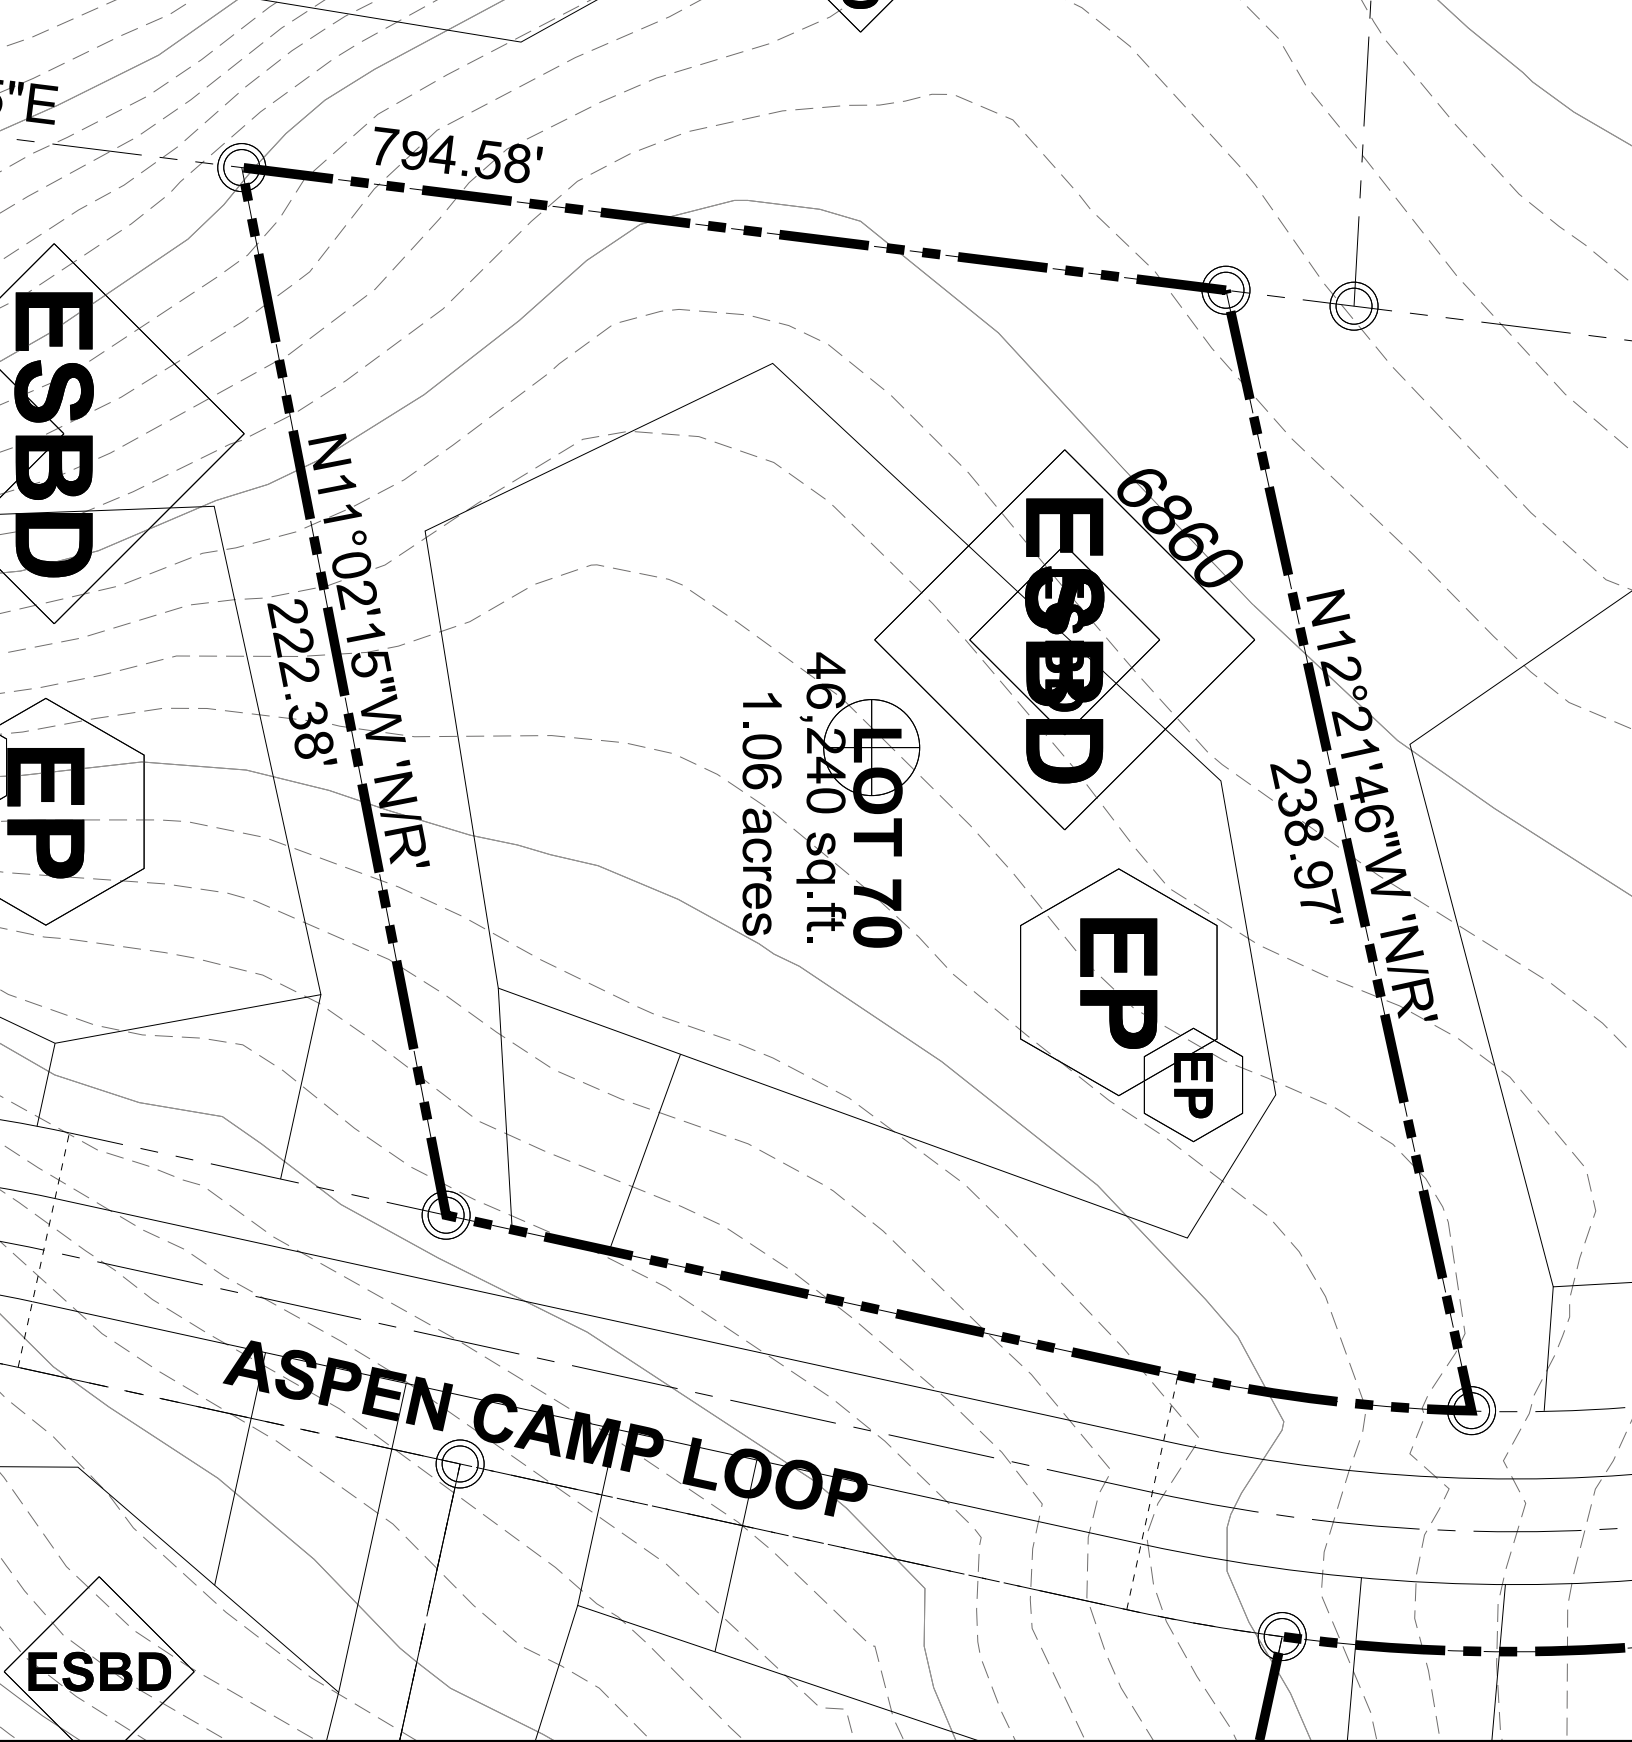 "E
794.58'
ESBD
N11°02'15"W 'N/R'
222.38'
6860
ESBD
N12°21'46"W 'N/R'
238.97'
LOT 70
46,240 sq.ft.
1.06 acres
EP
EP
EP
ASPEN CAMP LOOP
ESBD